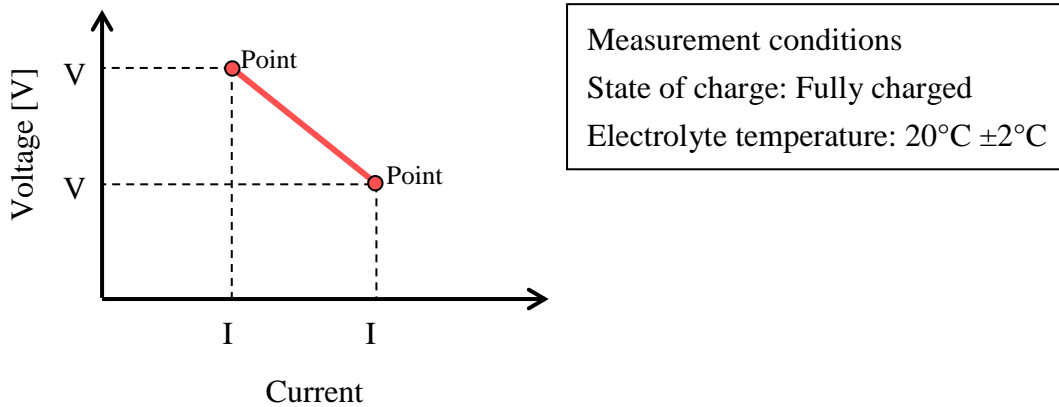 Voltage [V]
V
Point
V
Point
I
I
Current
Measurement conditions
State of charge: Fully charged
Electrolyte temperature: 20°C ±2°C